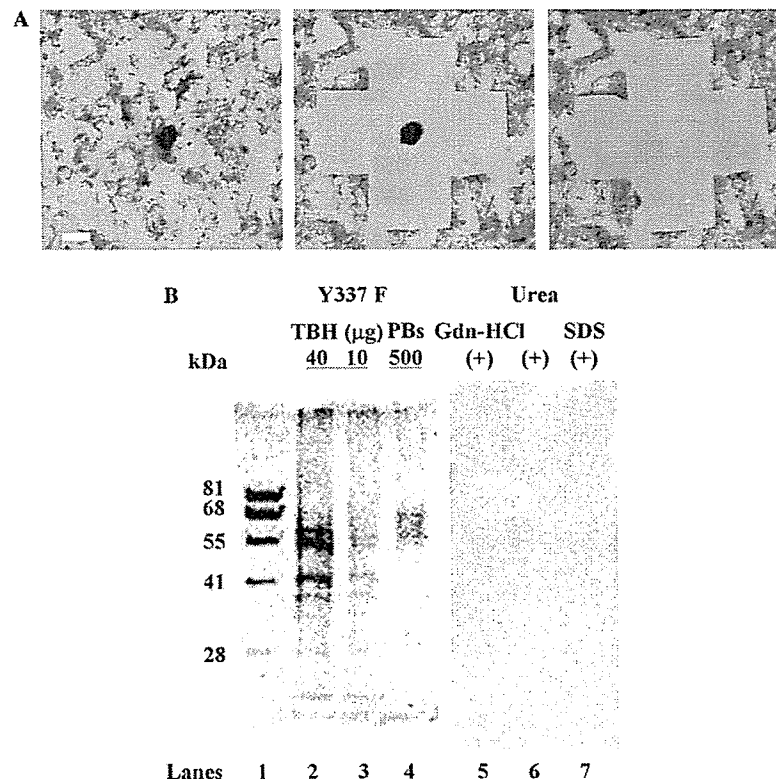 A
B Y337 F Urea
TBH (µg) PBs Gdn-HCl SDS
kDa 40 10 500 (+) (+) (+)
81
68
55
41
28
Lanes 1 2 3 4 5 6 7